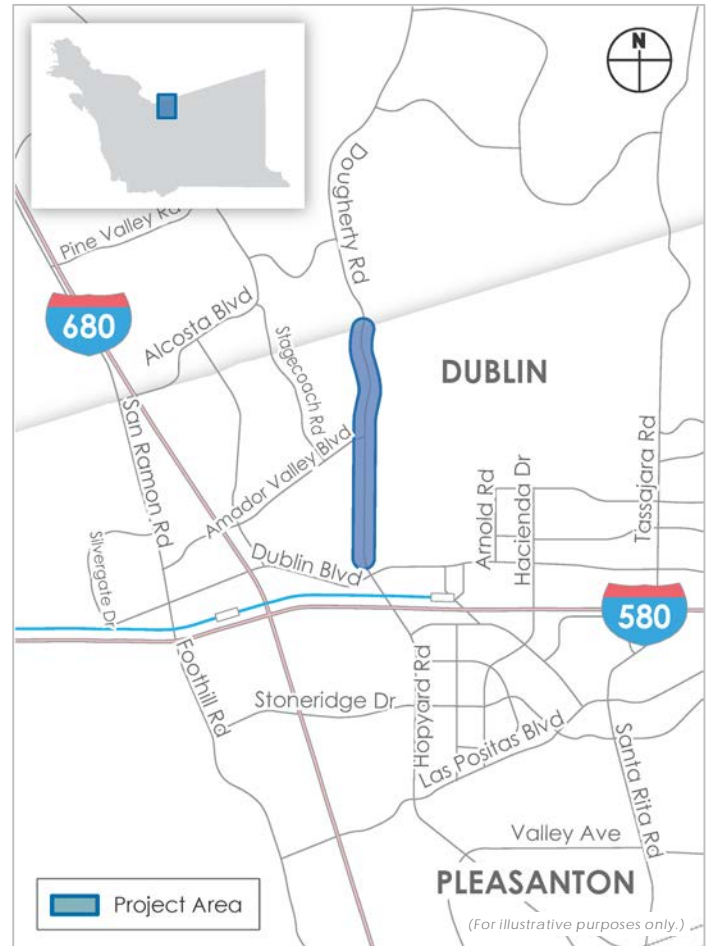 N
Dougherty Rd
Pine Valley Rd
680
Alcosta Blvd
Stagecoach Rd
DUBLIN
San Ramon Rd
Amador Valley Blvd
Tassajara Rd
Arnold Rd
Hacienda Dr
Silvergate Dr
Dublin Blvd
580
Foothill Rd
Stoneridge Dr
Hopyard Rd
Las Positas Blvd
Santa Rita Rd
Valley Ave
PLEASANTON
Project Area
(For illustrative purposes only.)